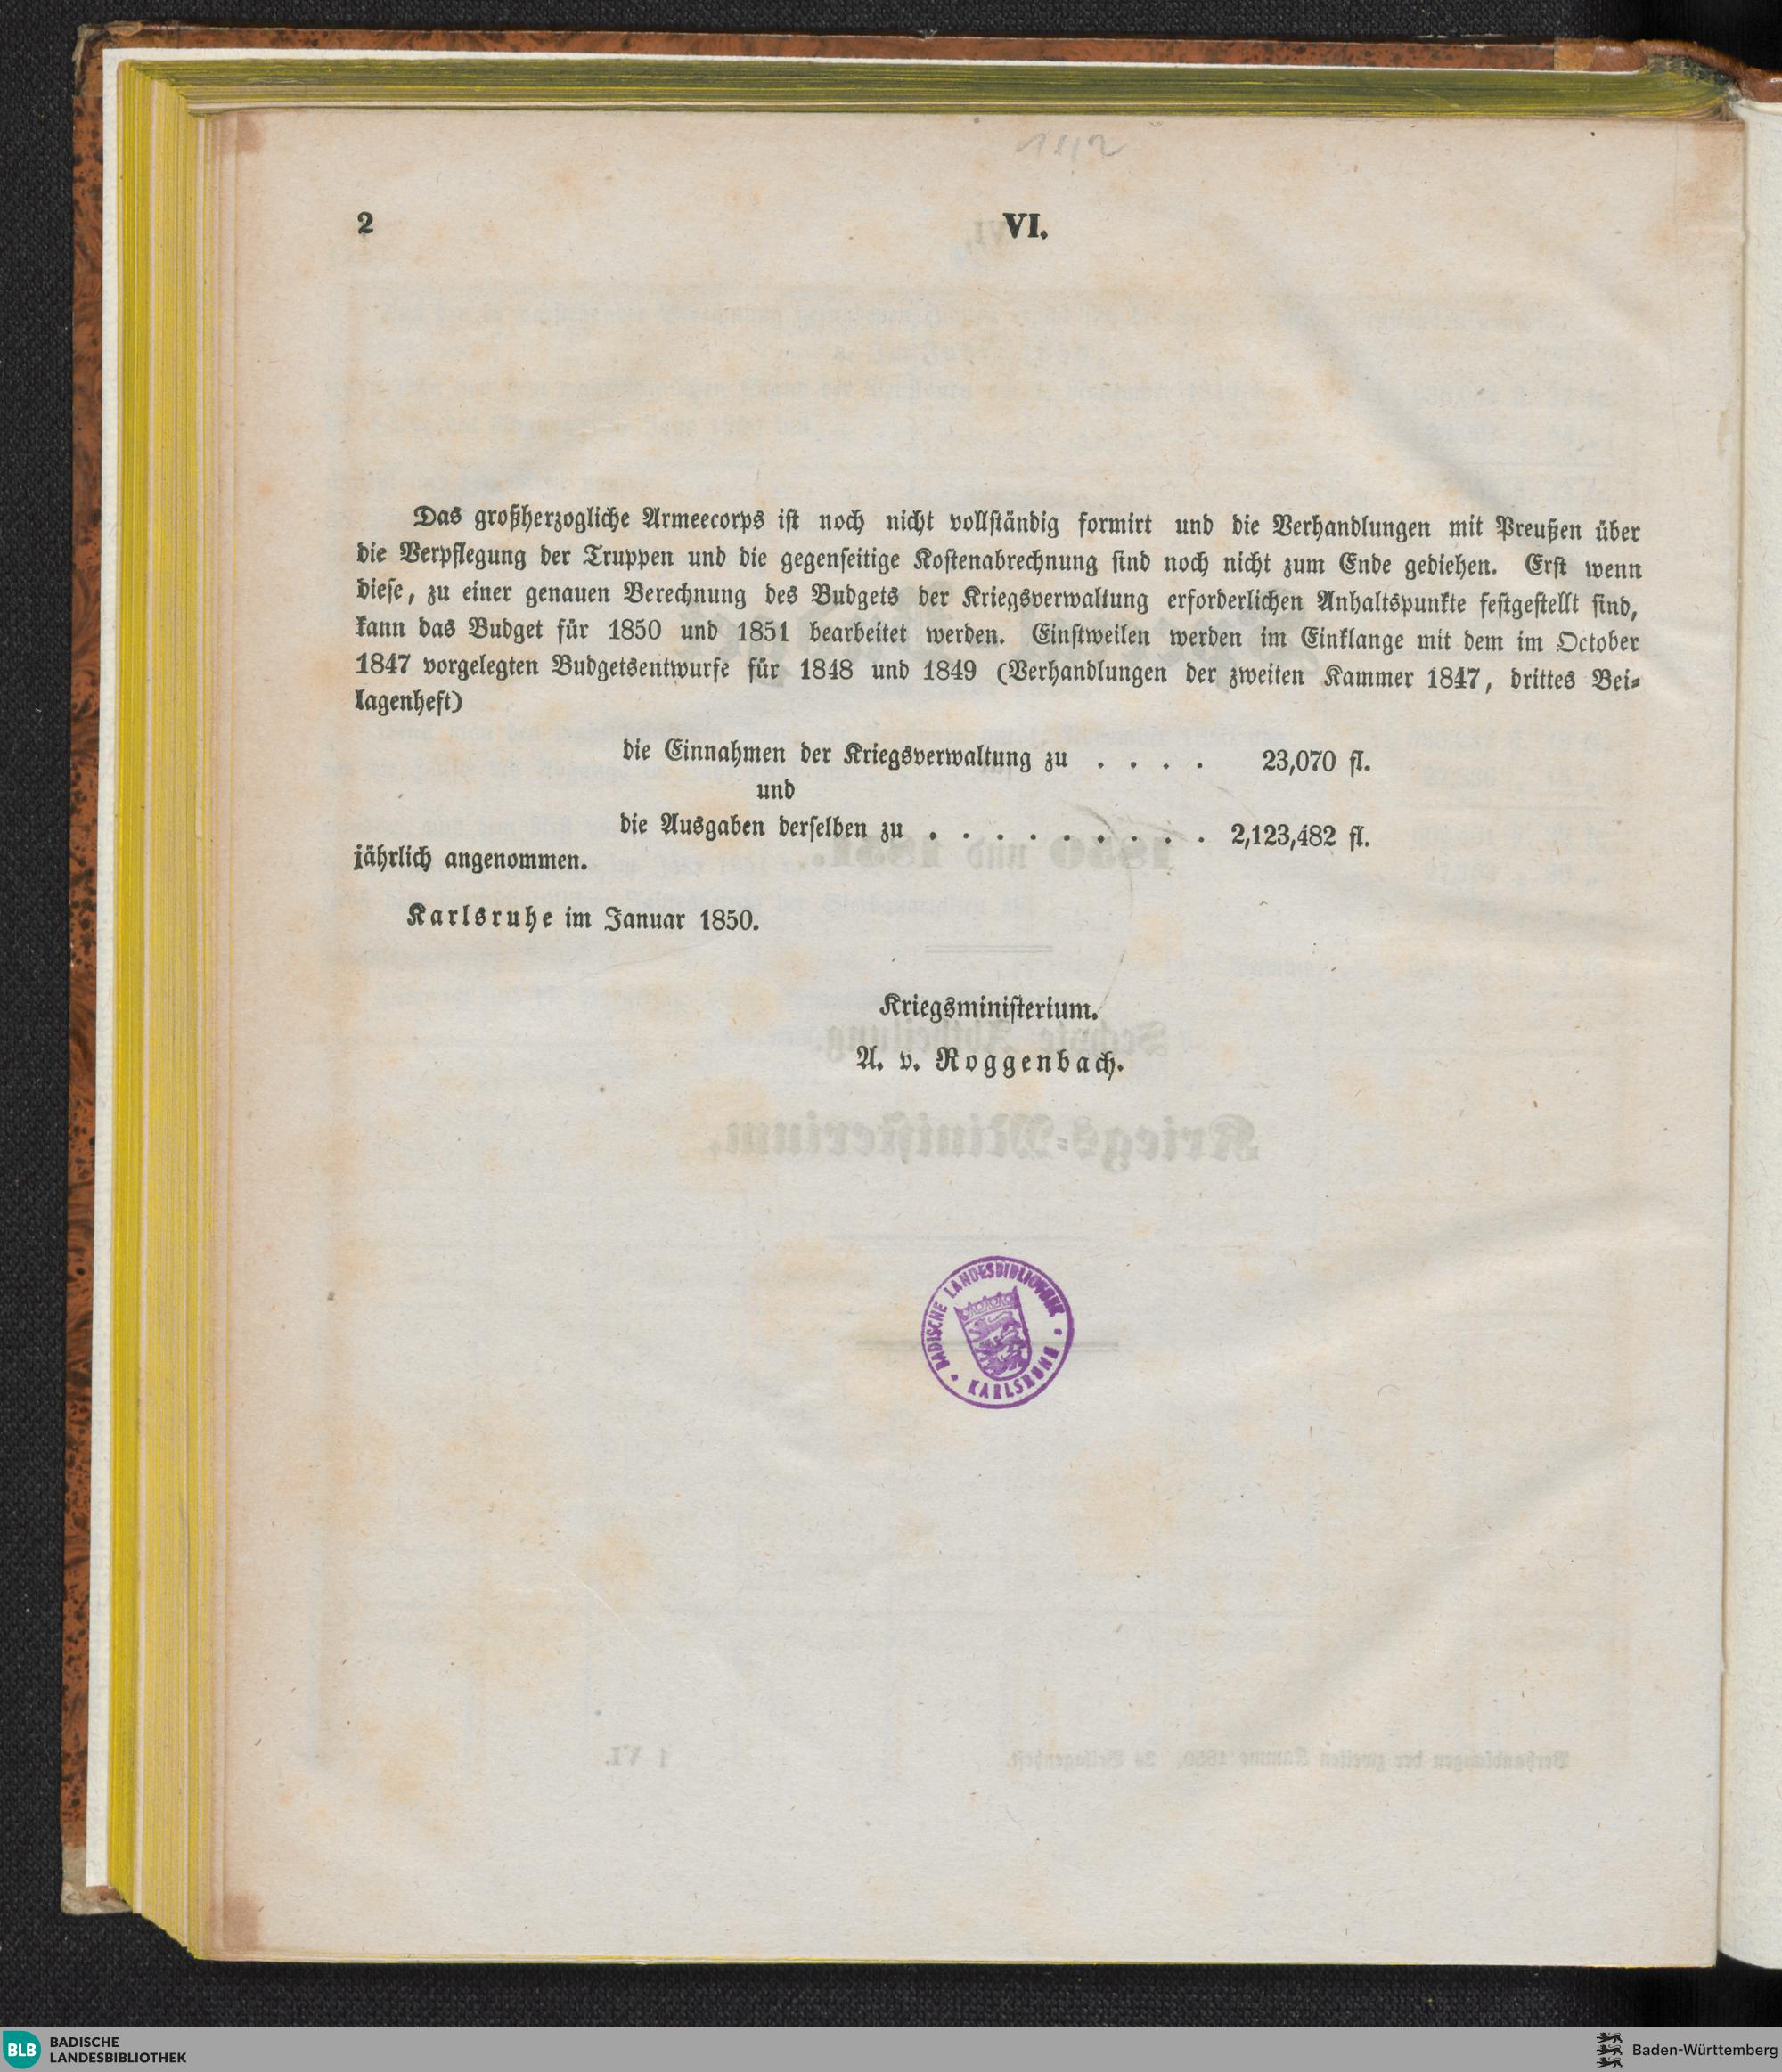 2
VI.
Das großherzogliche Armeecorps ist noch nicht vollständig formirt und die Verhandlungen mit Preußen über
die Verpflegung der Truppen und die gegenseitige Kostenabrechnung sind noch nicht zum Ende gediehen. Erst wenn
diese, zu einer genauen Berechnung des Budgets der Kriegsverwaltung erforderlichen Anhaltspunkte festgestellt sind,
kann das Budget für 1850 und 1851 bearbeitet werden. Einstweilen werden im Einklange mit dem im October
1847 vorgelegten Budgetsentwurfe für 1848 und 1849 (Verhandlungen der zweiten Kammer 1847, drittes Bei-
lagenheft)
die Einnahmen der Kriegsverwaltung zu . . . . 23,070 fl.
und
die Ausgaben derselben zu . . . . . . . . . 2,123,482 fl.
jährlich angenommen.
Karlsruhe im Januar 1850.
Kriegsministerium.
A. v. Roggenbach.
BADISCHE LANDESBIBLIOTHEK
KARLSRUHE
BLB BADISCHE
LANDESBIBLIOTHEK
Baden-Württemberg